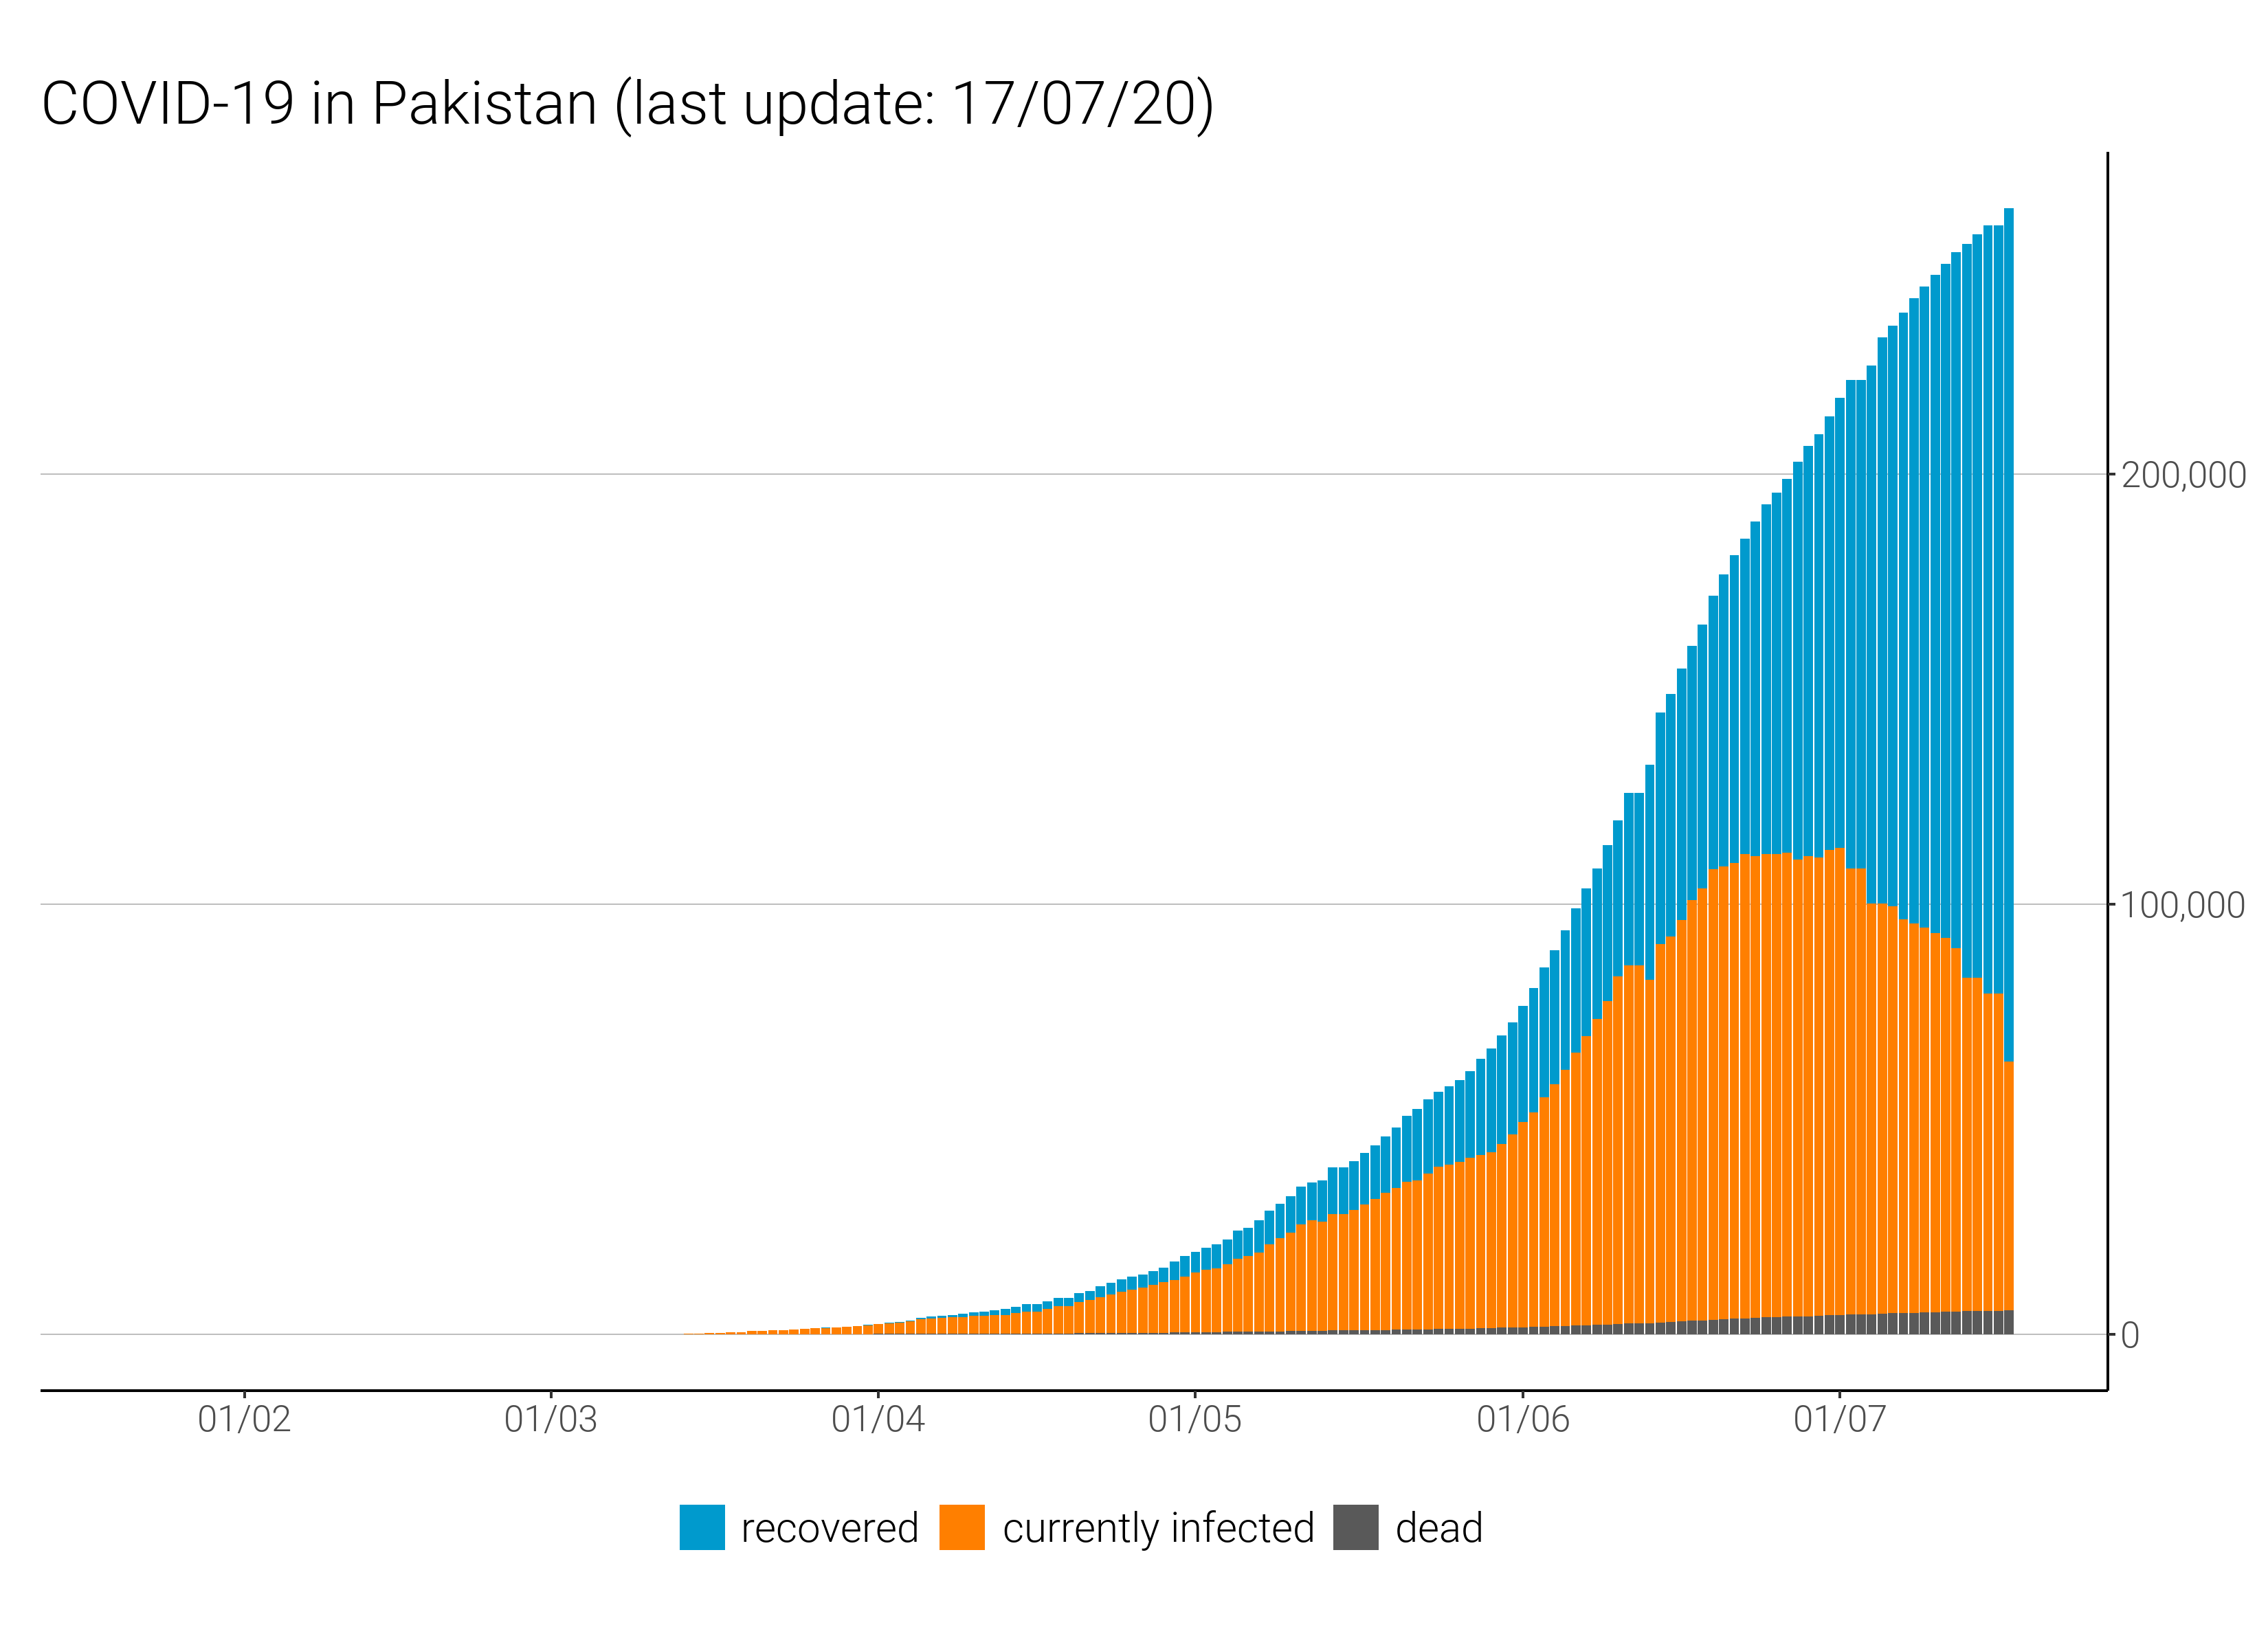 COVID-19 in Pakistan (last update: 17/07/20)
200,000
100,000
0
01/02 01/03 01/04 01/05 01/06 01/07
recovered currently infected dead